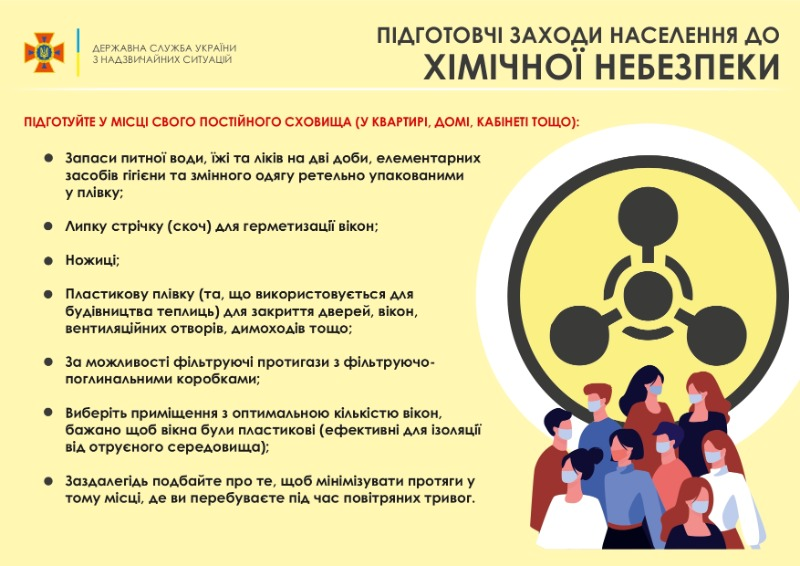 ДЕРЖАВНА СЛУЖБА УКРАЇНИ
З НАДЗВИЧАЙНИХ СИТУАЦІЙ
ПІДГОТОВЧІ ЗАХОДИ НАСЕЛЕННЯ ДО
ХІМІЧНОЇ НЕБЕЗПЕКИ
ПІДГОТУЙТЕ У МІСЦІ СВОГО ПОСТІЙНОГО СХОВИЩА (У КВАРТИРІ, ДОМІ, КАБІНЕТІ ТОЩО):
● Запаси питної води, їжі та ліків на дві доби, елементарних
засобів гігієни та змінного одягу ретельно упакованими
у плівку;
● Липку стрічку (скоч) для герметизації вікон;
● Ножиці;
● Пластикову плівку (та, що використовується для
будівництва теплиць) для закриття дверей, вікон,
вентиляційних отворів, димоходів тощо;
● За можливості фільтруючі протигази з фільтруючо-
поглинальними коробками;
● Виберіть приміщення з оптимальною кількістю вікон,
бажано щоб вікна були пластикові (ефективні для ізоляції
від отруєного середовища);
● Заздалегідь подбайте про те, щоб мінімізувати протяги у
тому місці, де ви перебуваєте під час повітряних тривог.